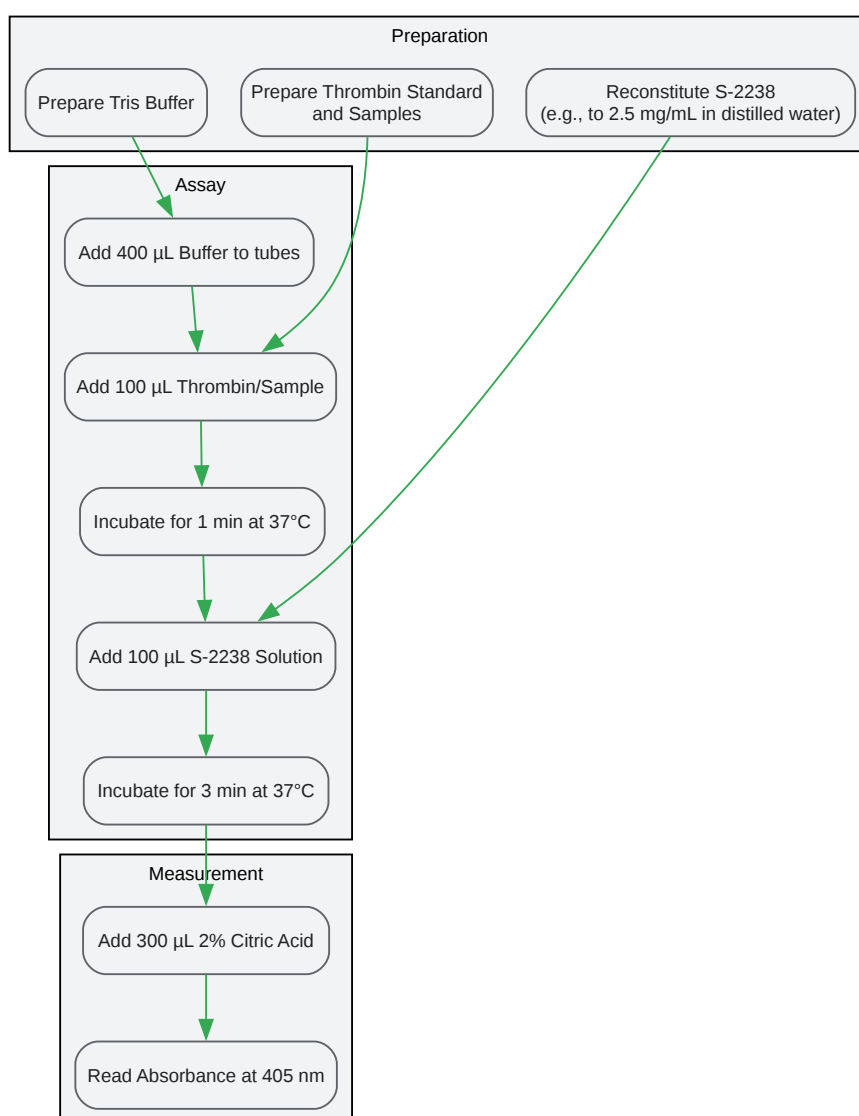 Preparation
Prepare Tris Buffer
Prepare Thrombin Standard
and Samples
Reconstitute S-2238
(e.g., to 2.5 mg/mL in distilled water)
Assay
Add 400 µL Buffer to tubes
Add 100 µL Thrombin/Sample
Incubate for 1 min at 37°C
Add 100 µL S-2238 Solution
Incubate for 3 min at 37°C
Measurement
Add 300 µL 2% Citric Acid
Read Absorbance at 405 nm